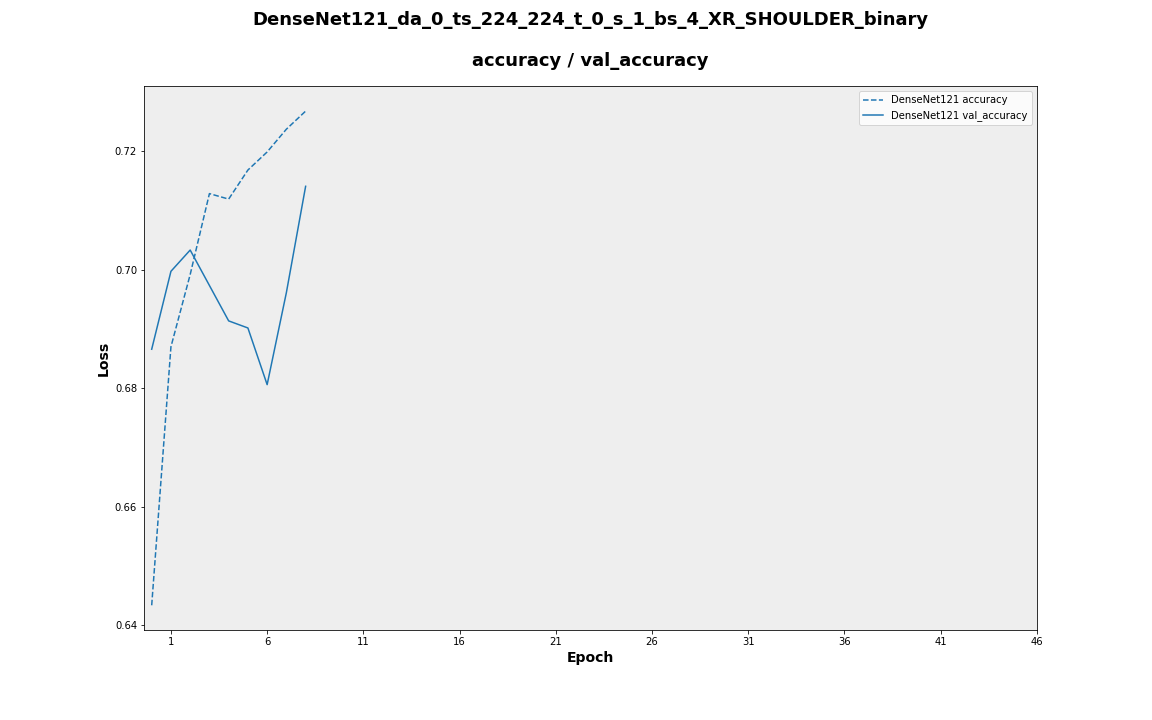 DenseNet121_da_0_ts_224_224_t_0_s_1_bs_4_XR_SHOULDER_binary
accuracy / val_accuracy
DenseNet121 accuracy
DenseNet121 val_accuracy
0.72
0.70
0.68
0.66
0.64
Loss
1 6 11 16 21 26 31 36 41 46
Epoch